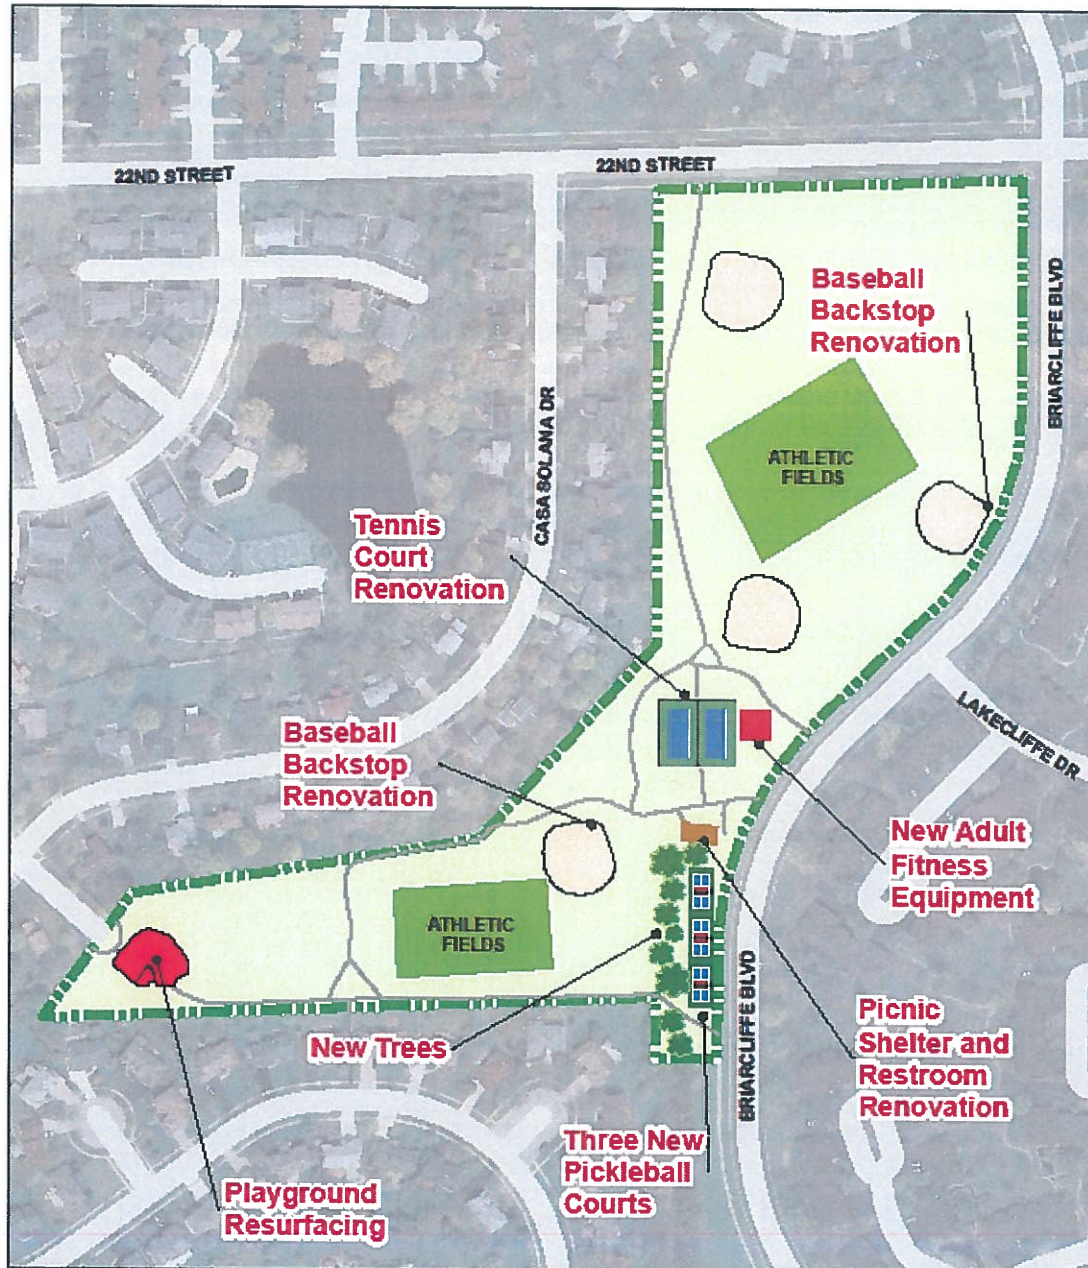 22ND STREET
22ND STREET
Baseball
Backstop
Renovation
BRIARCLIFFE BLVD
ATHLETIC
FIELDS
CASA SOLANA DR
Tennis
Court
Renovation
LAKECLIFFE DR
Baseball
Backstop
Renovation
New Adult
Fitness
Equipment
ATHLETIC
FIELDS
New Trees
BRIARCLIFFE BLVD
Picnic
Shelter and
Restroom
Renovation
Three New
Pickleball
Courts
Playground
Resurfacing